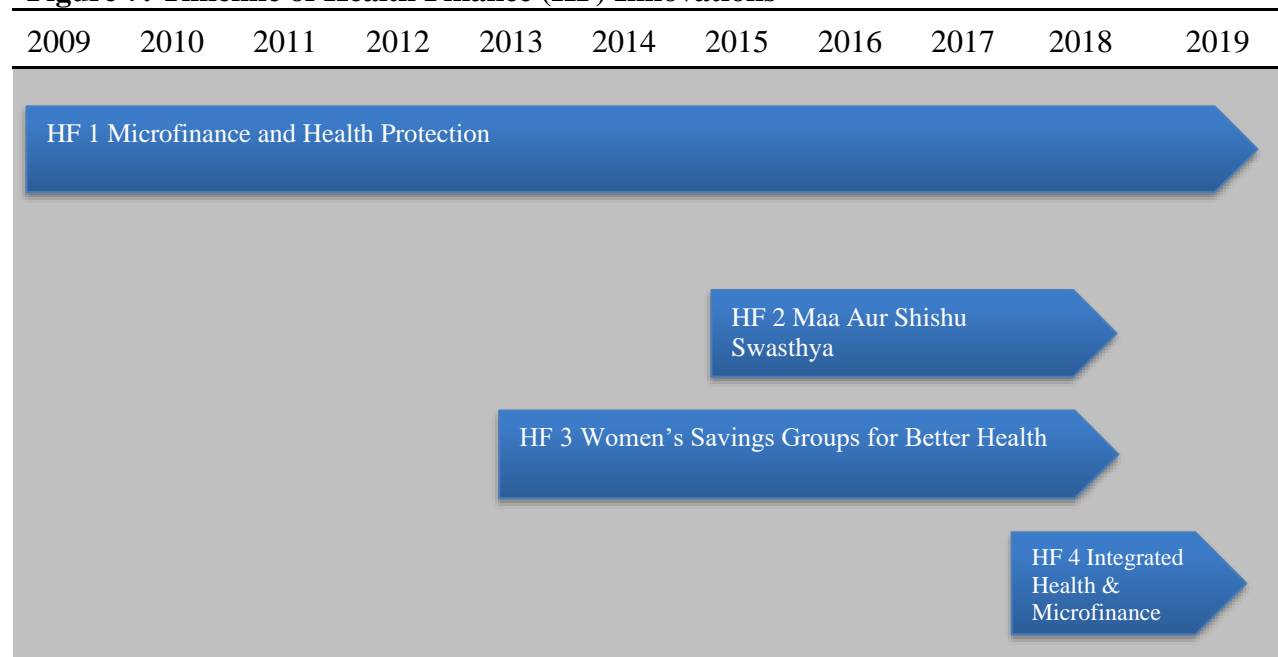 2009 2010 2011 2012 2013 2014 2015 2016 2017 2018 2019
HF 1 Microfinance and Health Protection
HF 2 Maa Aur Shishu
Swasthya
HF 3 Women’s Savings Groups for Better Health
HF 4 Integrated
Health &
Microfinance